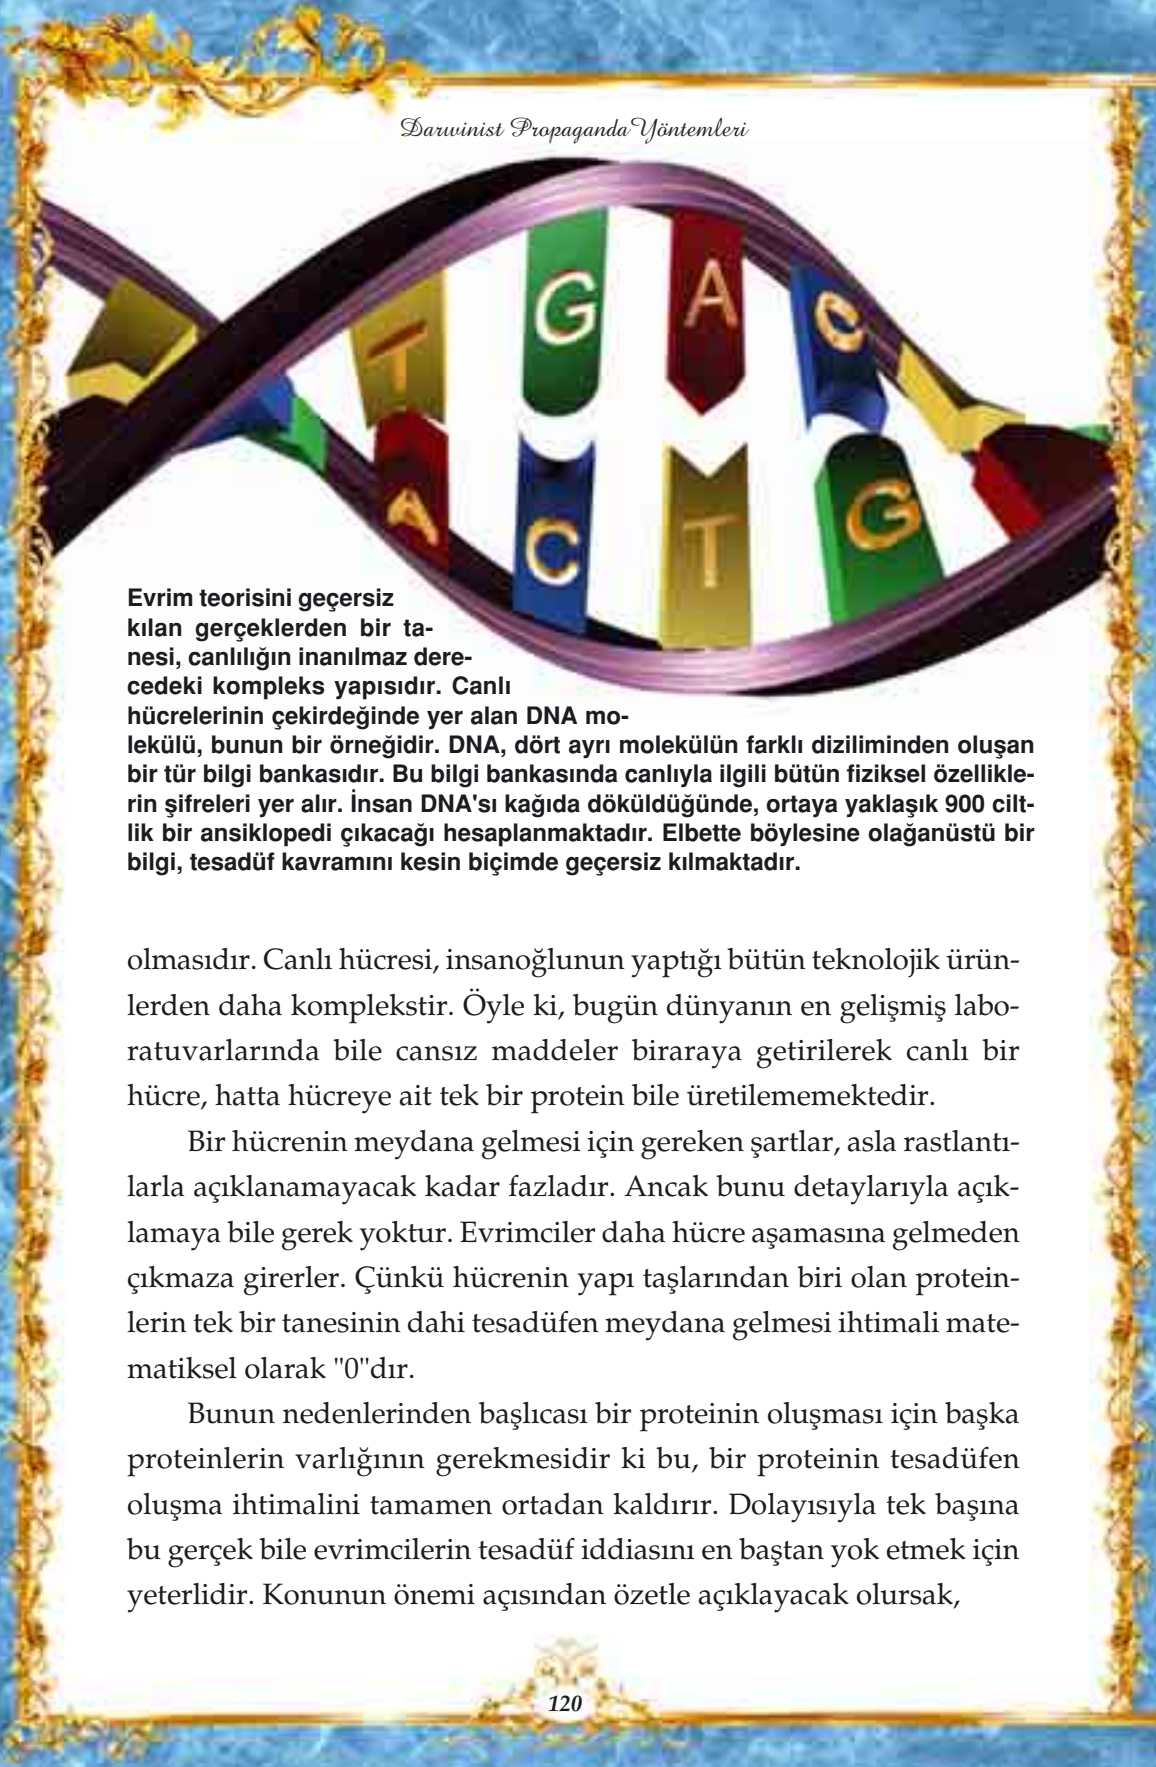 Darwinist Propaganda Yöntemleri
T G A C
A C T G
Evrim teorisini geçersiz
kılan gerçeklerden bir ta-
nesi, canlılığın inanılmaz dere-
cedeki kompleks yapısıdır. Canlı
hücrelerinin çekirdeğinde yer alan DNA mo-
lekülü, bunun bir örneğidir. DNA, dört ayrı molekülün farklı diziliminden oluşan
bir tür bilgi bankasıdır. Bu bilgi bankasında canlıyla ilgili bütün fiziksel özellikle-
rin şifreleri yer alır. İnsan DNA'sı kağıda döküldüğünde, ortaya yaklaşık 900 cilt-
lik bir ansiklopedi çıkacağı hesaplanmaktadır. Elbette böylesine olağanüstü bir
bilgi, tesadüf kavramını kesin biçimde geçersiz kılmaktadır.
olmasıdır. Canlı hücresi, insanoğlunun yaptığı bütün teknolojik ürün-
lerden daha komplekstir. Öyle ki, bugün dünyanın en gelişmiş labo-
ratuvarlarında bile cansız maddeler biraraya getirilerek canlı bir
hücre, hatta hücreye ait tek bir protein bile üretilememektedir.
Bir hücrenin meydana gelmesi için gereken şartlar, asla rastlantı-
larla açıklanamayacak kadar fazladır. Ancak bunu detaylarıyla açık-
lamaya bile gerek yoktur. Evrimciler daha hücre aşamasına gelmeden
çıkmaza girerler. Çünkü hücrenin yapı taşlarından biri olan protein-
lerin tek bir tanesinin dahi tesadüfen meydana gelmesi ihtimali mate-
matiksel olarak "0"dır.
Bunun nedenlerinden başlıcası bir proteinin oluşması için başka
proteinlerin varlığının gerekmesidir ki bu, bir proteinin tesadüfen
oluşma ihtimalini tamamen ortadan kaldırır. Dolayısıyla tek başına
bu gerçek bile evrimcilerin tesadüf iddiasını en baştan yok etmek için
yeterlidir. Konunun önemi açısından özetle açıklayacak olursak,
120